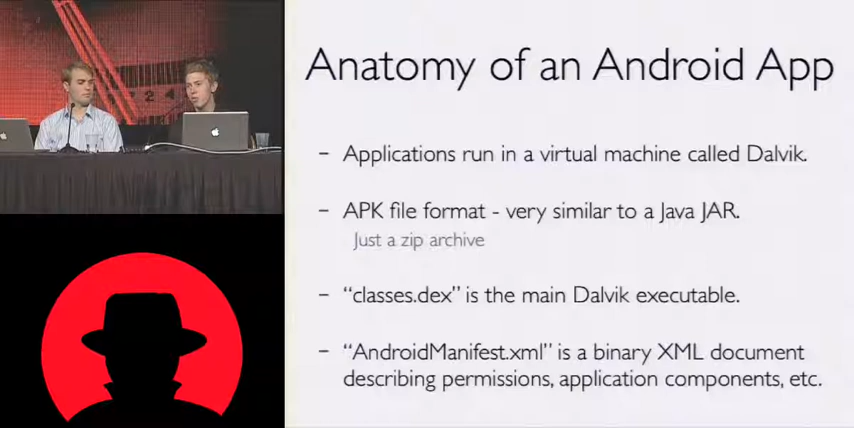 Anatomy of an Android App
– Applications run in a virtual machine called Dalvik.
– APK file format - very similar to a Java JAR.
Just a zip archive
– “classes.dex” is the main Dalvik executable.
– “AndroidManifest.xml” is a binary XML document
describing permissions, application components, etc.